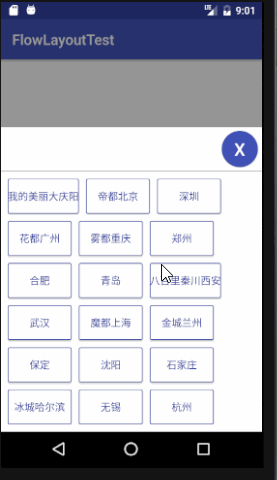 9:01
FlowLayoutTest
X
我的美丽大庆阳 帝都北京 深圳
花都广州 雾都重庆 郑州
合肥 青岛 八百里秦川西安
武汉 魔都上海 金城兰州
保定 沈阳 石家庄
冰城哈尔滨 无锡 杭州